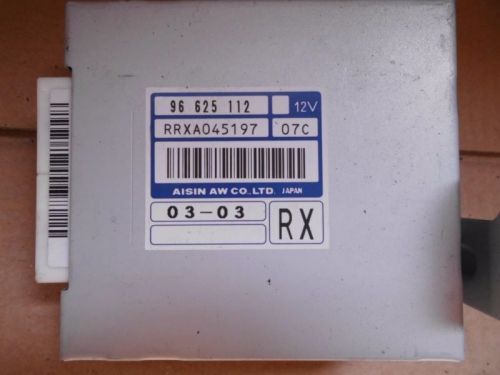 96 625 112 12V
RRXA045197 07C
AISIN AW CO.,LTD. JAPAN
03-03
RX